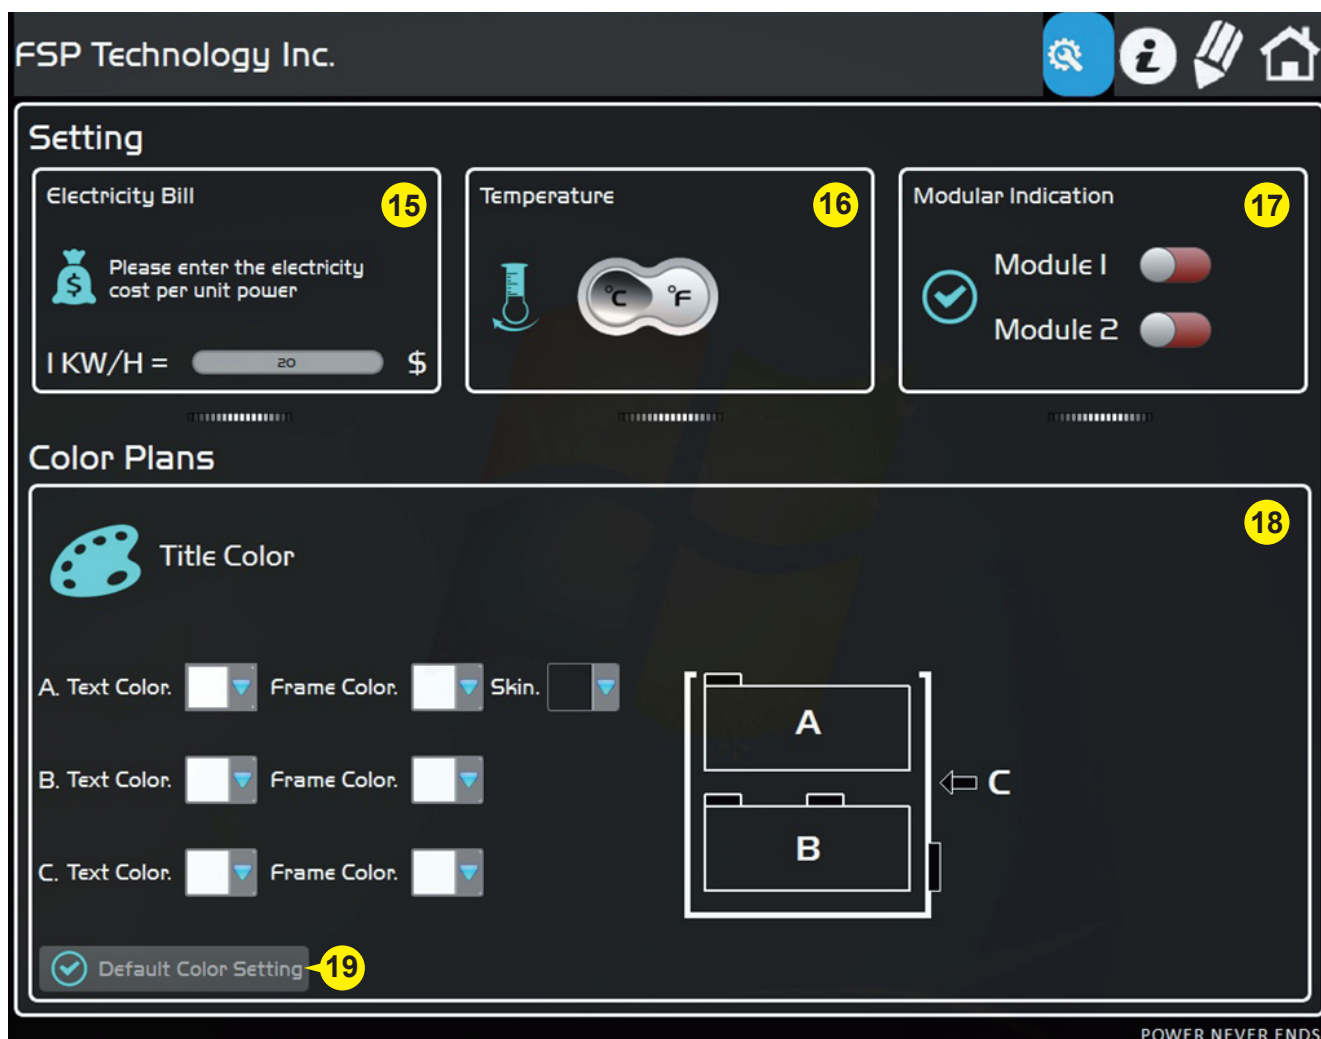 FSP Technology Inc.
i
Setting
Electricity Bill
15
$
Please enter the electricity
cost per unit power
1 KW/H =
20
$
Temperature
16
°C
°F
Modular Indication
17
Module 1
Module 2
Color Plans
18
Title Color
A. Text Color.
Frame Color.
Skin.
B. Text Color.
Frame Color.
C. Text Color.
Frame Color.
A
B
C
Default Color Setting
19
POWER NEVER ENDS